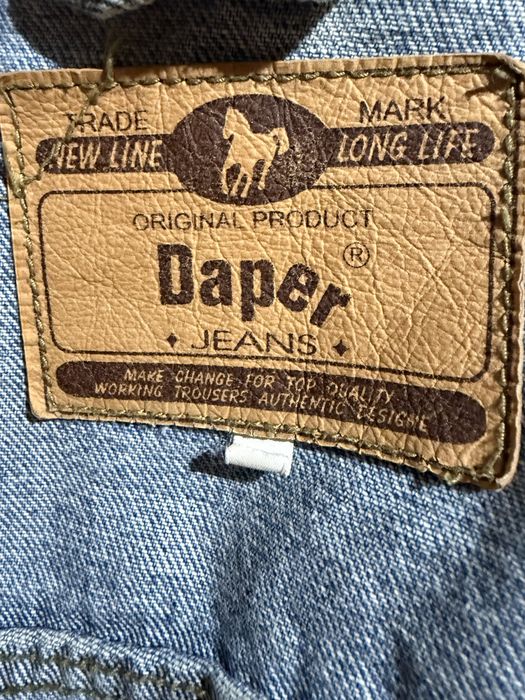 TRADE MARK
NEW LINE LONG LIFE
ORIGINAL PRODUCT
Daper ®
JEANS
MAKE CHANGE FOR TOP QUALITY
WORKING TROUSERS AUTHENTIC DESIGNE